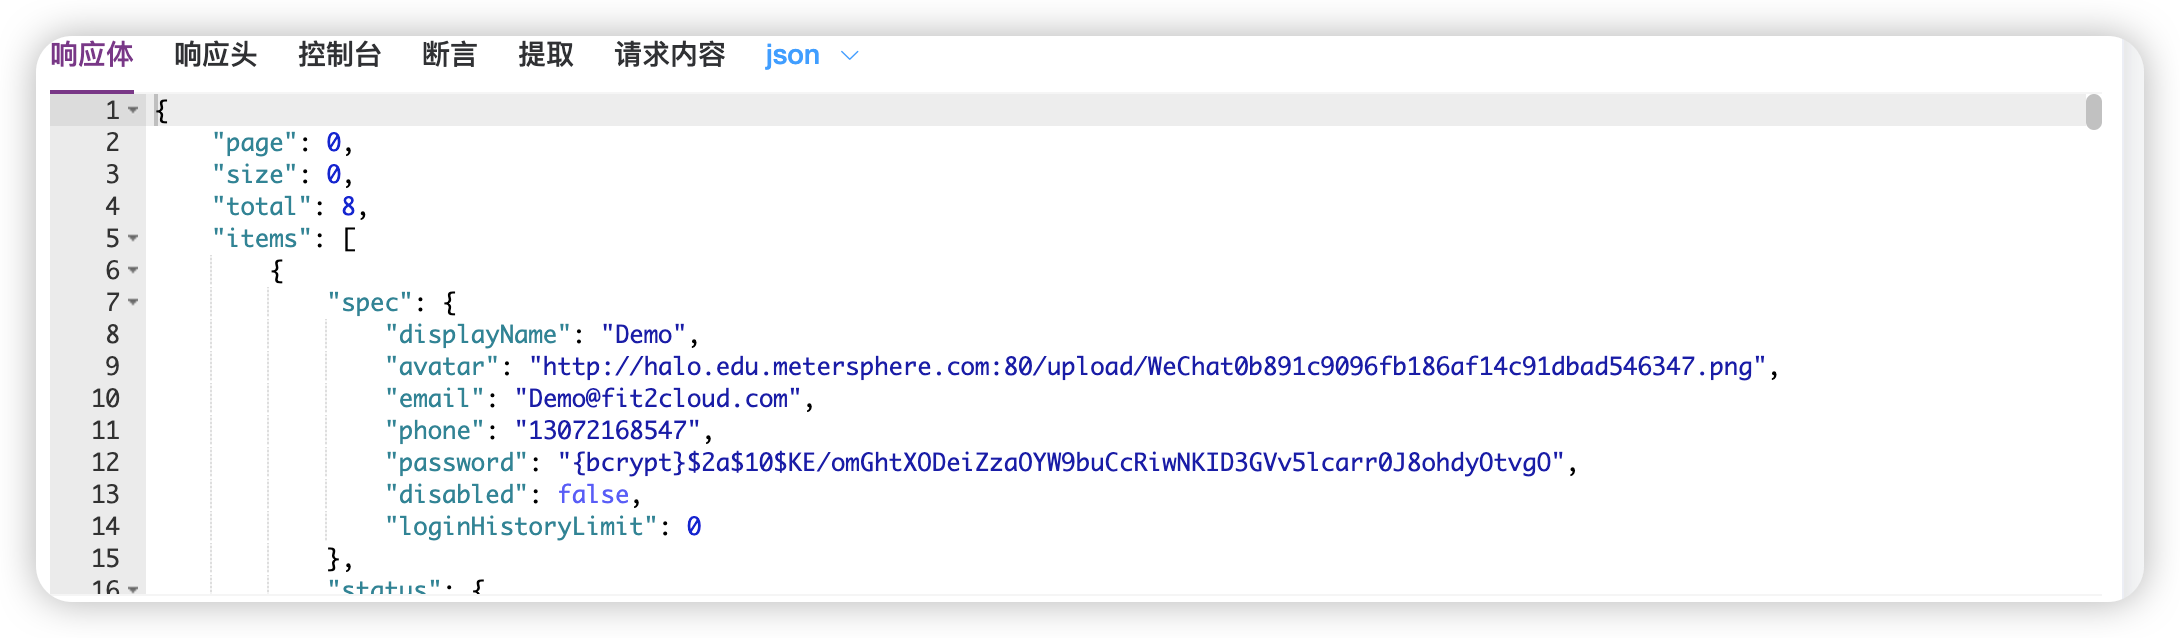 响应体 响应头 控制台 断言 提取 请求内容 json
1 {
2 "page": 0,
3 "size": 0,
4 "total": 8,
5 "items": [
6 {
7 "spec": {
8 "displayName": "Demo",
9 "avatar": "http://halo.edu.metersphere.com:80/upload/WeChat0b891c9096fb186af14c91dbad546347.png",
10 "email": "Demo@fit2cloud.com",
11 "phone": "13072168547",
12 "password": "{bcrypt}$2a$10$KE/omGhtXODeiZzaOYW9buCcRiwNKID3GVv5lcarr0J8ohdyOtvgO",
13 "disabled": false,
14 "loginHistoryLimit": 0
15 },
16 "status": {